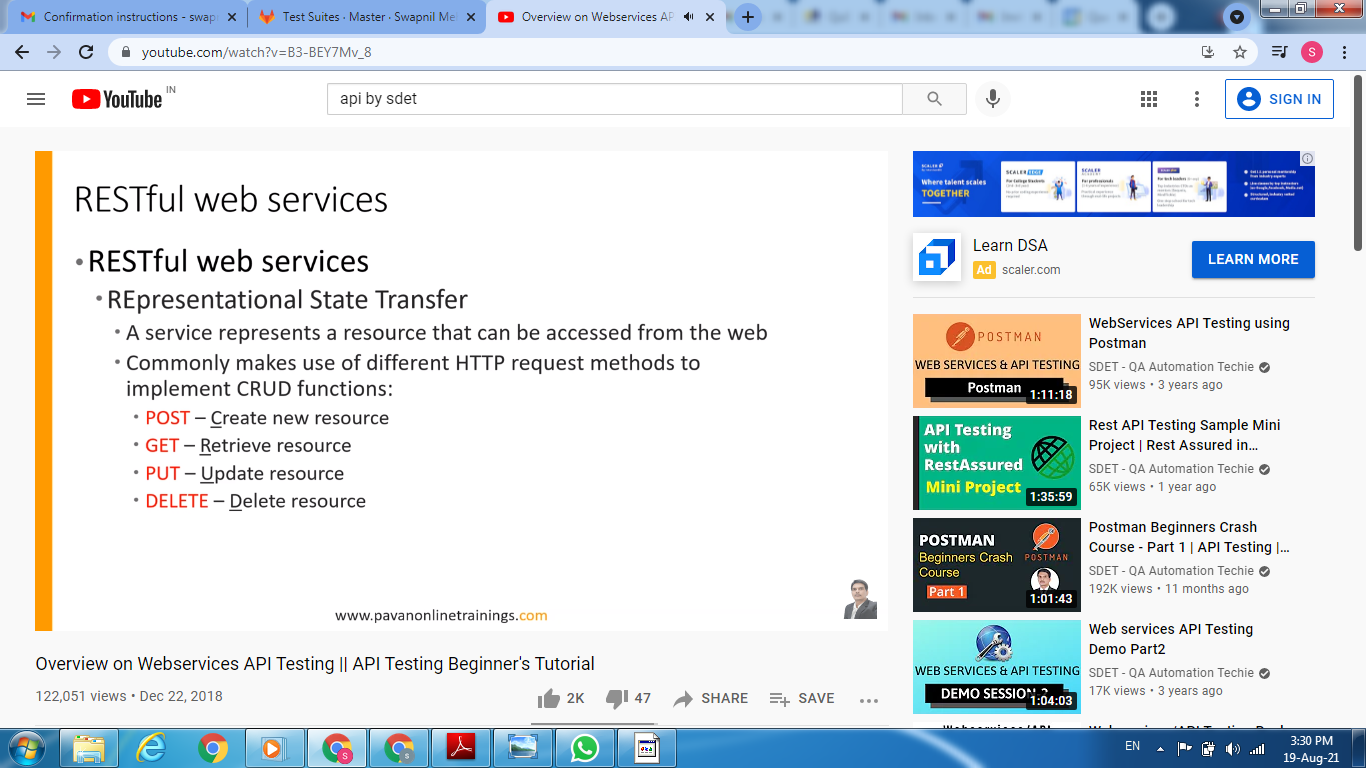 Confirmation instructions - swap
Test Suites · Master · Swapnil Me
Overview on Webservices AP
youtube.com/watch?v=B3-BEY7Mv_8
S
YouTube IN
api by sdet
SIGN IN
RESTful web services
• RESTful web services
• REpresentational State Transfer
• A service represents a resource that can be accessed from the web
• Commonly makes use of different HTTP request methods to
implement CRUD functions:
• POST – Create new resource
• GET – Retrieve resource
• PUT – Update resource
• DELETE – Delete resource
www.pavanonlinetrainings.com
Overview on Webservices API Testing || API Testing Beginner's Tutorial
122,051 views • Dec 22, 2018
2K
47
SHARE
SAVE
SCALER
Where talent scales
TOGETHER
Learn DSA
Ad scaler.com
LEARN MORE
POSTMAN
WEB SERVICES & API TESTING
Postman
1:11:18
WebServices API Testing using
Postman
SDET - QA Automation Techie
95K views • 3 years ago
API Testing
with
RestAssured
Mini Project
1:35:59
Rest API Testing Sample Mini
Project | Rest Assured in...
SDET - QA Automation Techie
65K views • 1 year ago
POSTMAN
Beginners Crash
Course
Part 1
POSTMAN
1:01:43
Postman Beginners Crash
Course - Part 1 | API Testing |...
SDET - QA Automation Techie
192K views • 11 months ago
WEB SERVICES & API TESTING
DEMO SESSION
1:04:03
Web services API Testing
Demo Part2
SDET - QA Automation Techie
17K views • 3 years ago
EN
3:30 PM
19-Aug-21